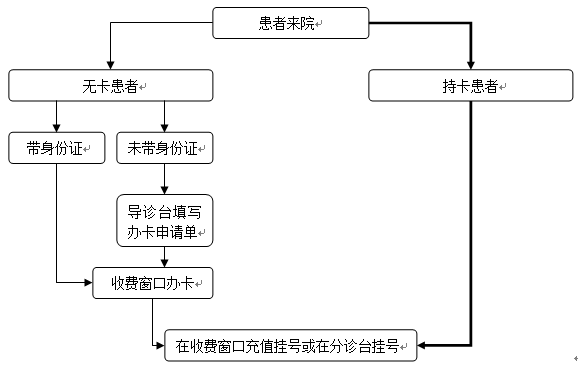 患者来院
无卡患者
持卡患者
带身份证
未带身份证
导诊台填写
办卡申请单
收费窗口办卡
在收费窗口充值挂号或在分诊台挂号